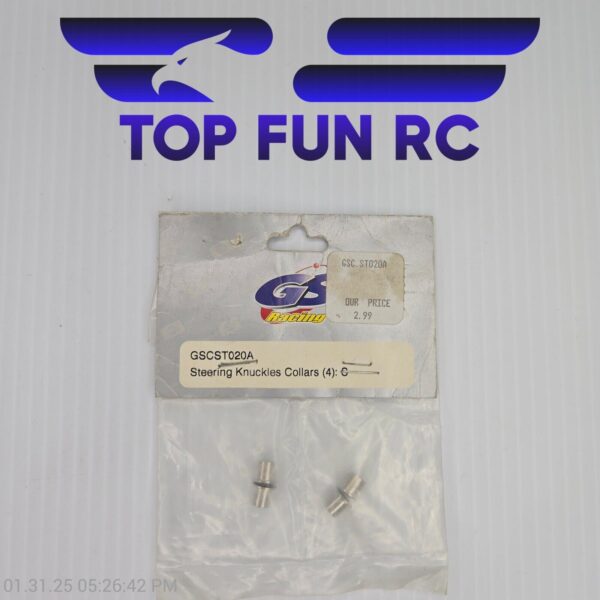 TOP FUN RC
GSC ST020A
OUR PRICE
2.99
GS
Racing
GSCST020A
Steering Knuckles Collars (4): C
01.31.25 05:26:42 PM